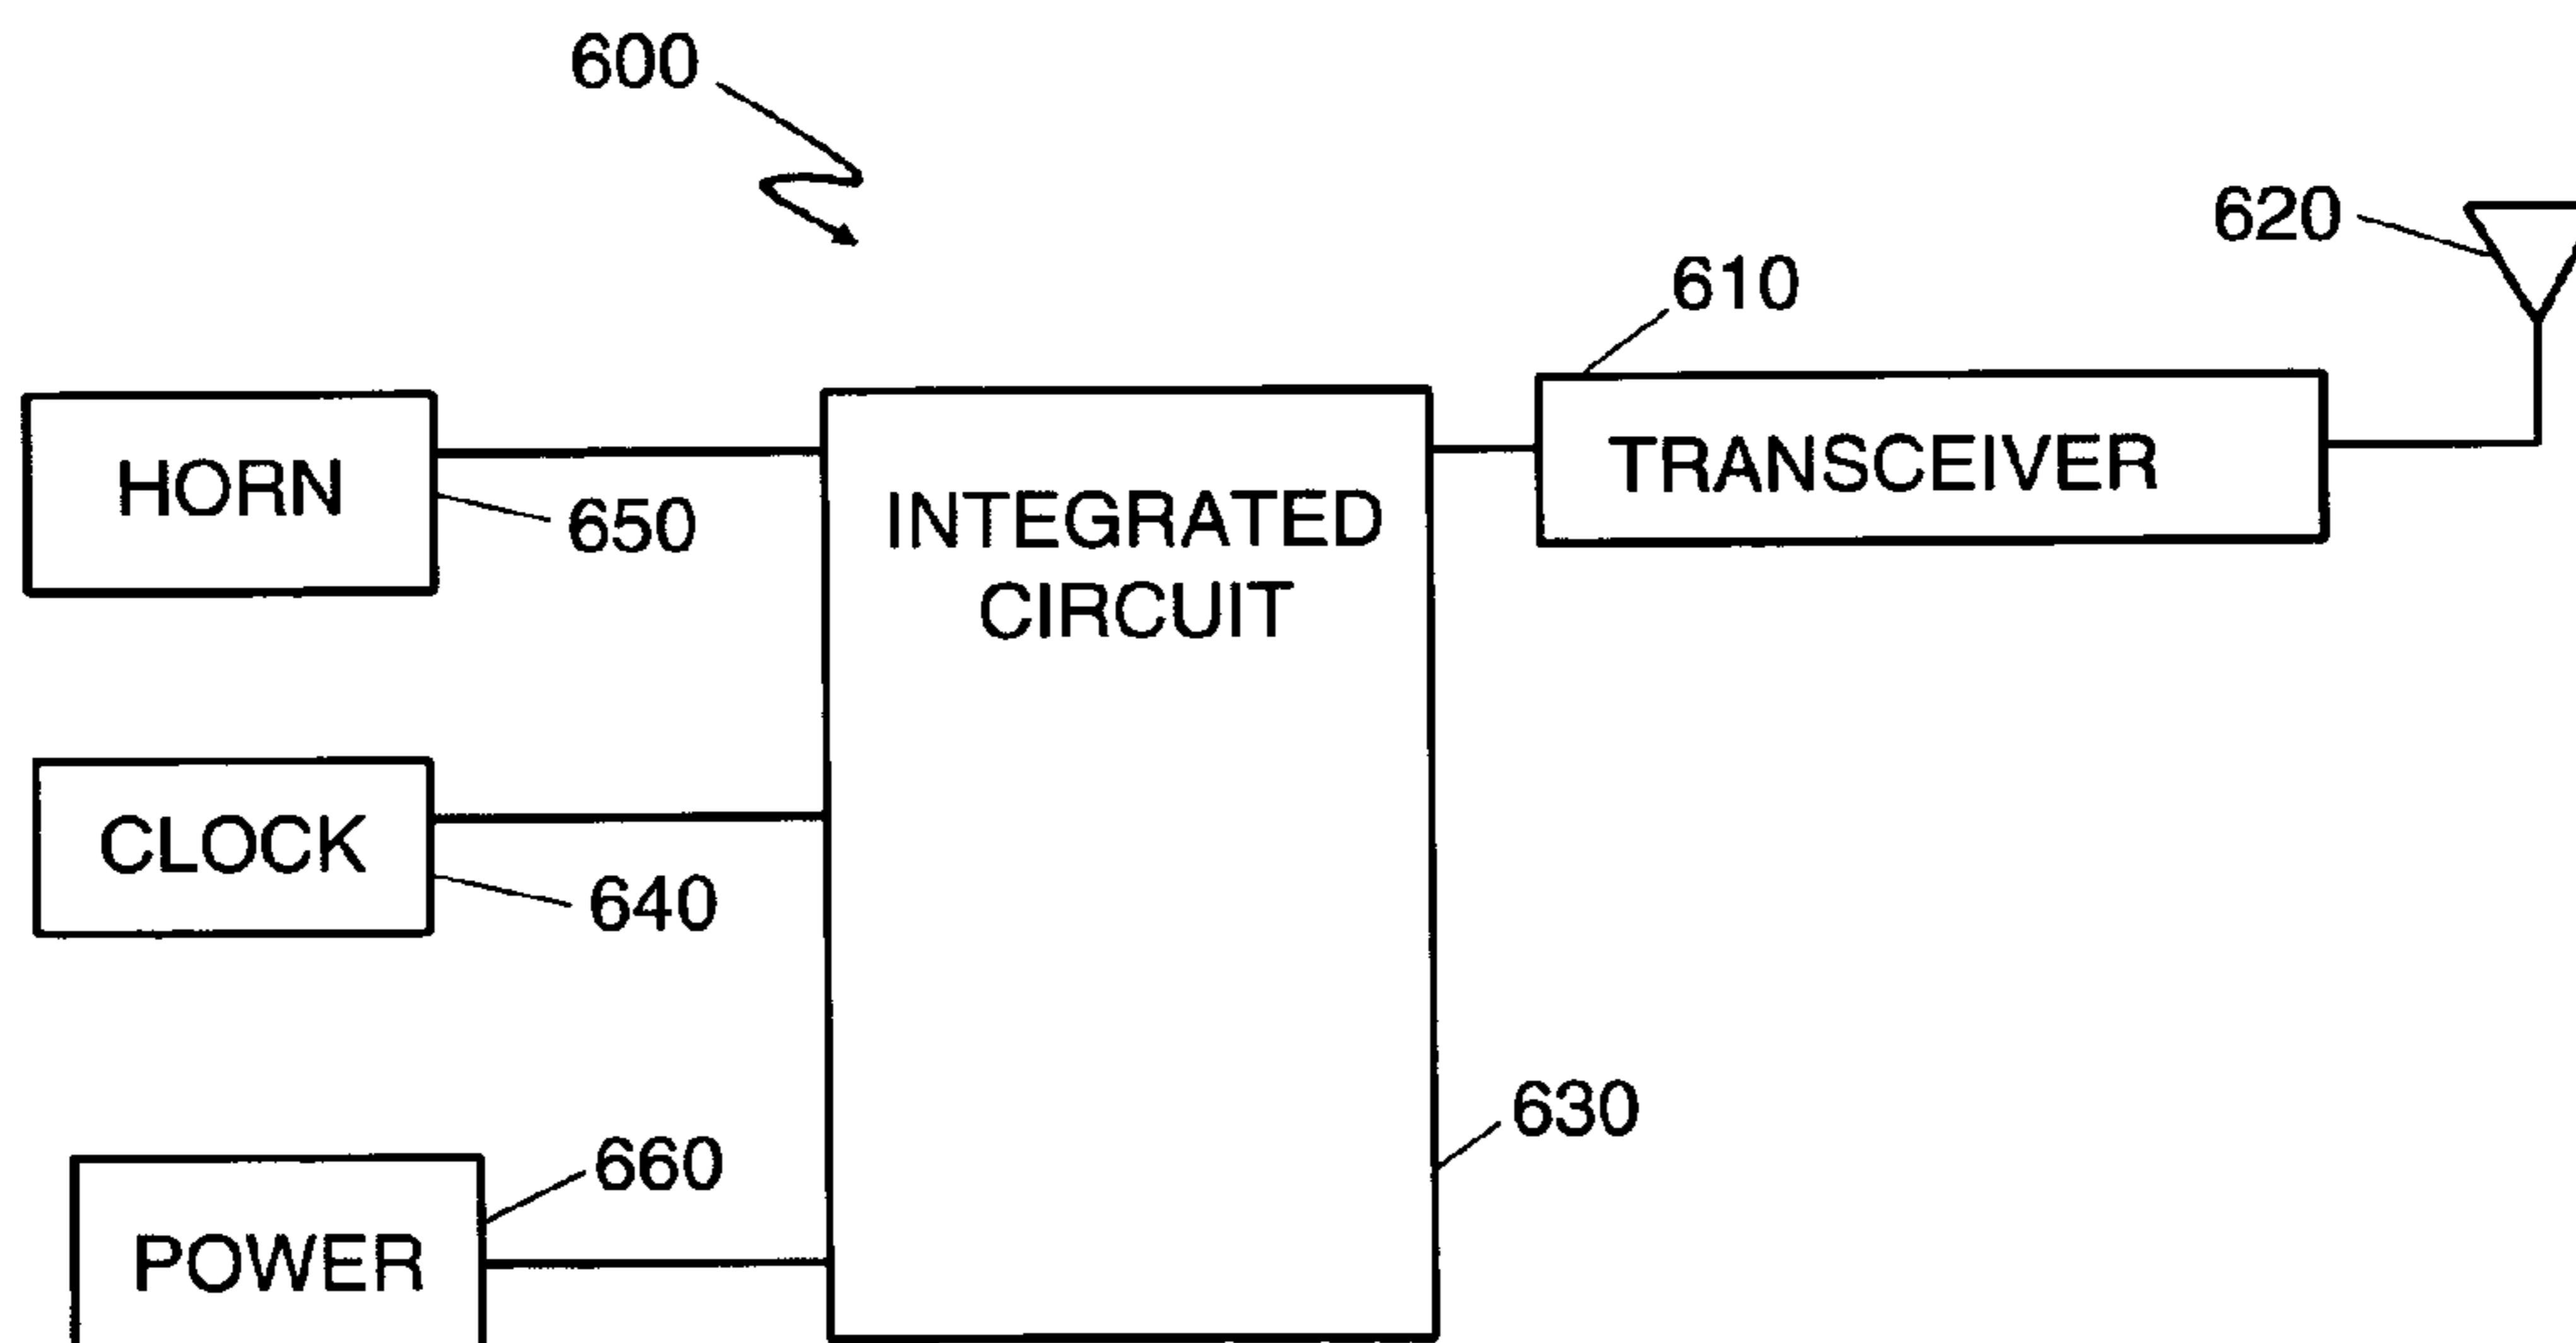 600
620
610
HORN
650
INTEGRATED
CIRCUIT
TRANSCEIVER
CLOCK
640
660
630
POWER